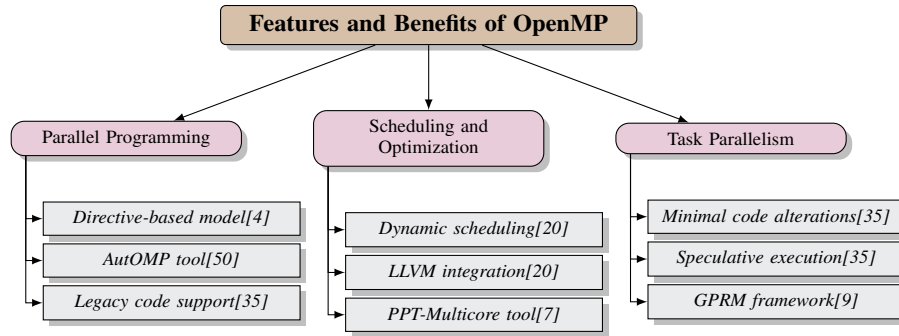 Features and Benefits of OpenMP
Parallel Programming
Directive-based model[4]
AutOMP tool[50]
Legacy code support[35]
Scheduling and
Optimization
Dynamic scheduling[20]
LLVM integration[20]
PPT-Multicore tool[7]
Task Parallelism
Minimal code alterations[35]
Speculative execution[35]
GPRM framework[9]